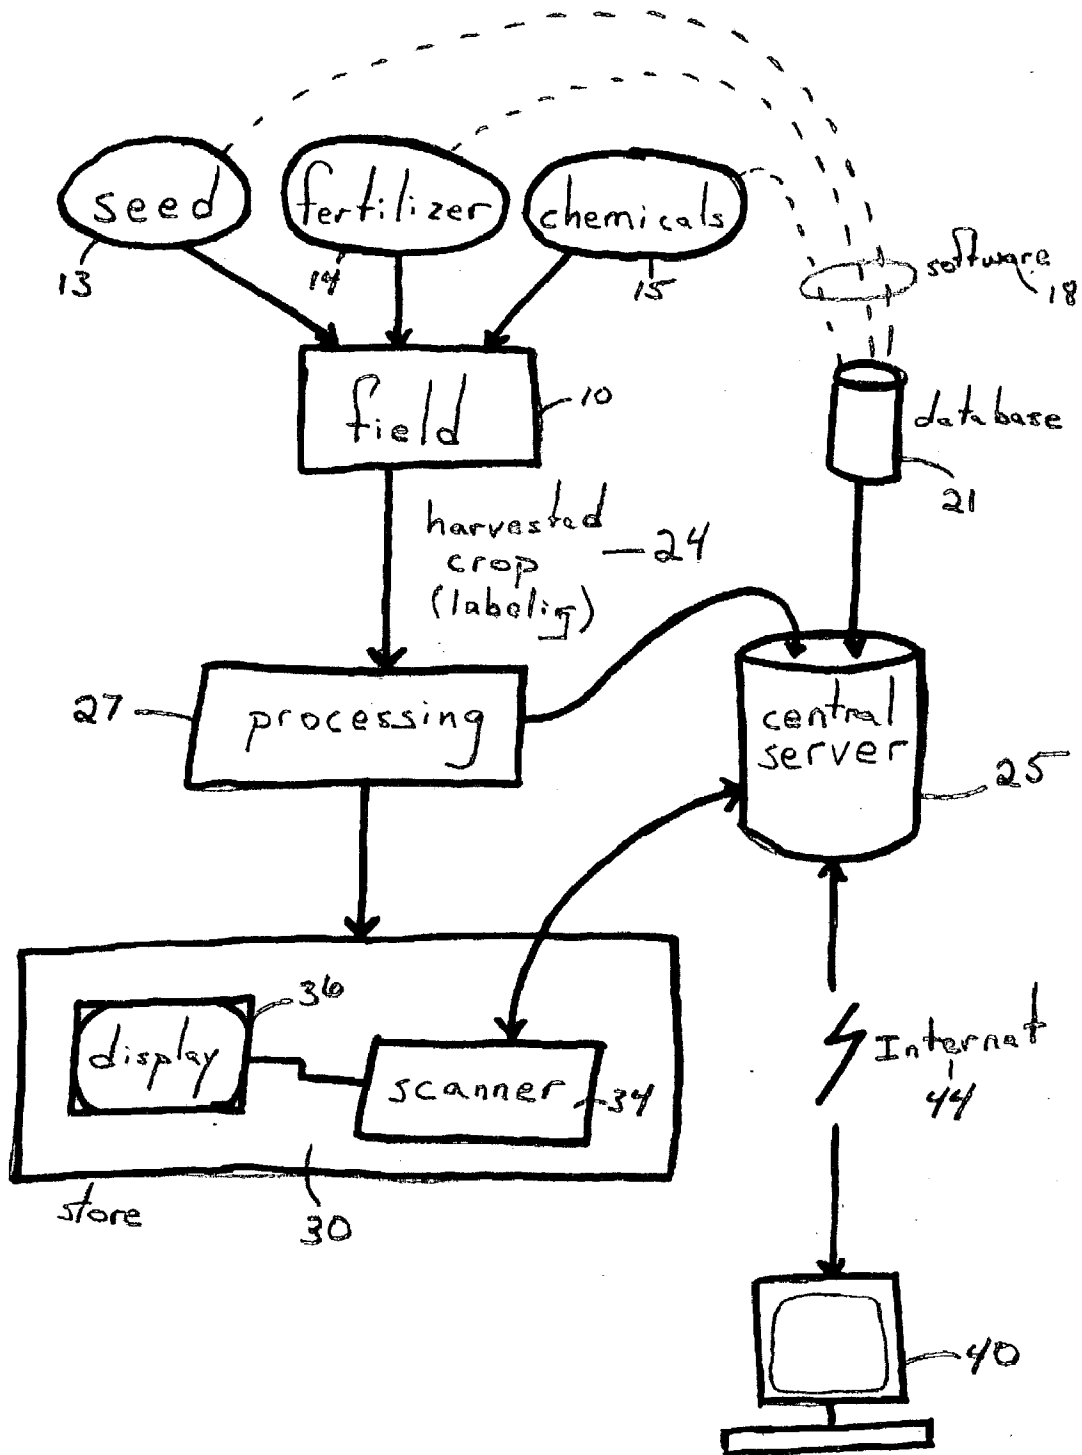 seed
fertilizer
chemicals
13
14
15
software
18
field
10
database
21
harvested
crop
(labelig)
24
27
processing
central
server
25
display
36
scanner
34
store
30
Internet
44
40